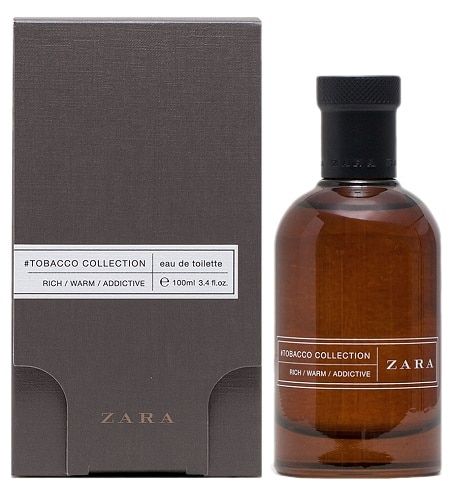 #TOBACCO COLLECTION
eau de toilette
RICH / WARM / ADDICTIVE
℮ 100ml 3.4 fl.oz.
ZARA
ZARA
#TOBACCO COLLECTION
RICH / WARM / ADDICTIVE
ZARA